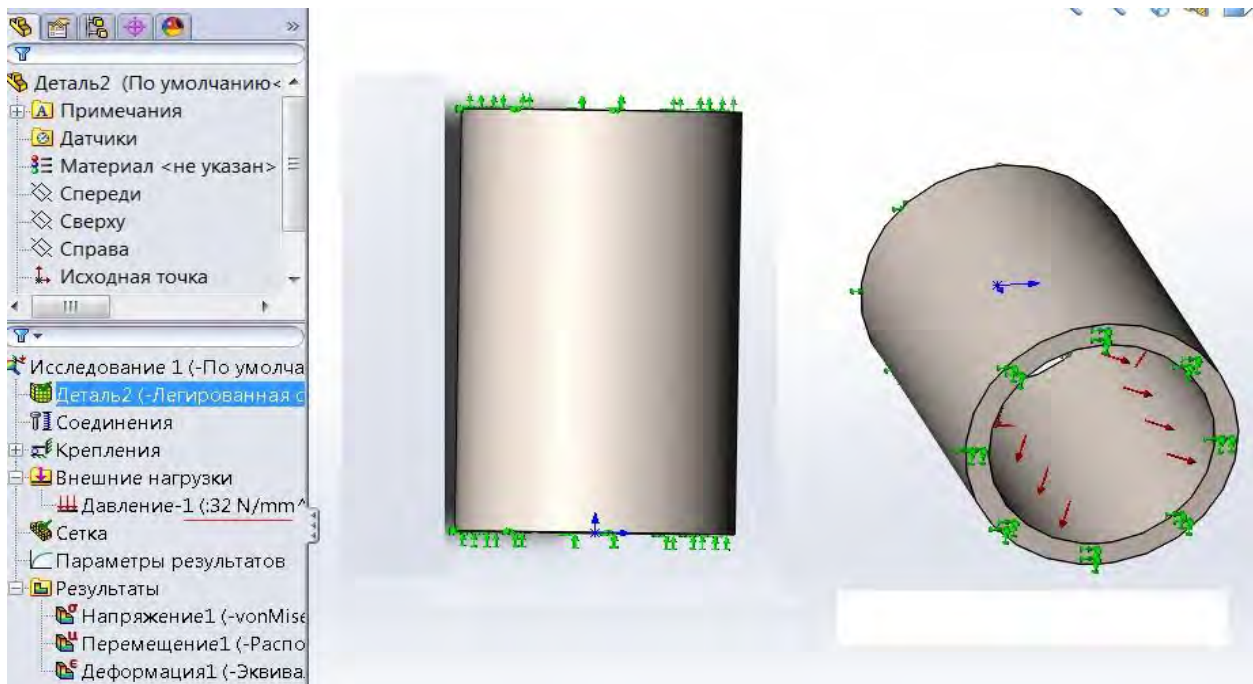 Деталь2 (По умолчанию<
Примечания
Датчики
Материал <не указан>
Спереди
Сверху
Справа
Исходная точка
Исследование 1 (-По умолча
Деталь2 (-Легированная с
Соединения
Крепления
Внешние нагрузки
Давление-1 (:32 N/mm^
Сетка
Параметры результатов
Результаты
Напряжение1 (-vonMise
Перемещение1 (-Распо
Деформация1 (-Эквива